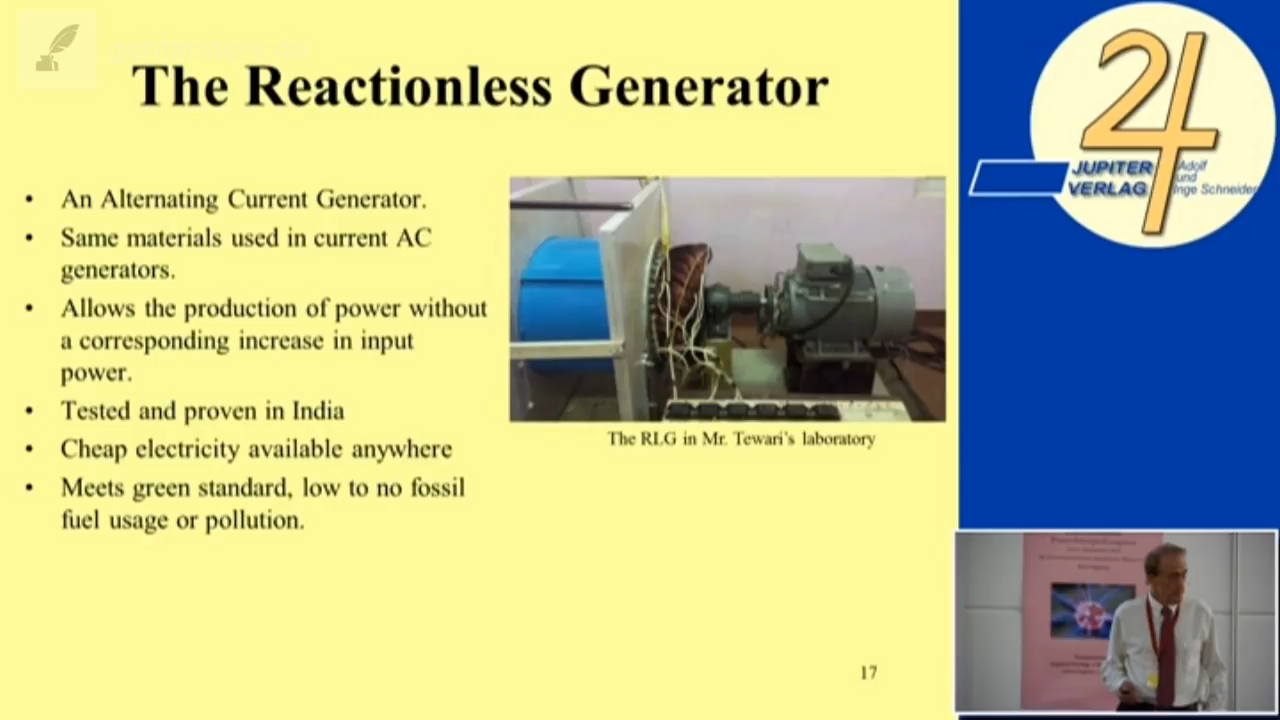 The Reactionless Generator
• An Alternating Current Generator.
• Same materials used in current AC
generators.
• Allows the production of power without
a corresponding increase in input
power.
• Tested and proven in India
• Cheap electricity available anywhere
• Meets green standard, low to no fossil
fuel usage or pollution.
The RLG in Mr. Tewari's laboratory
17
JUPITER
VERLAG
Adolf
und
Inge Schneider